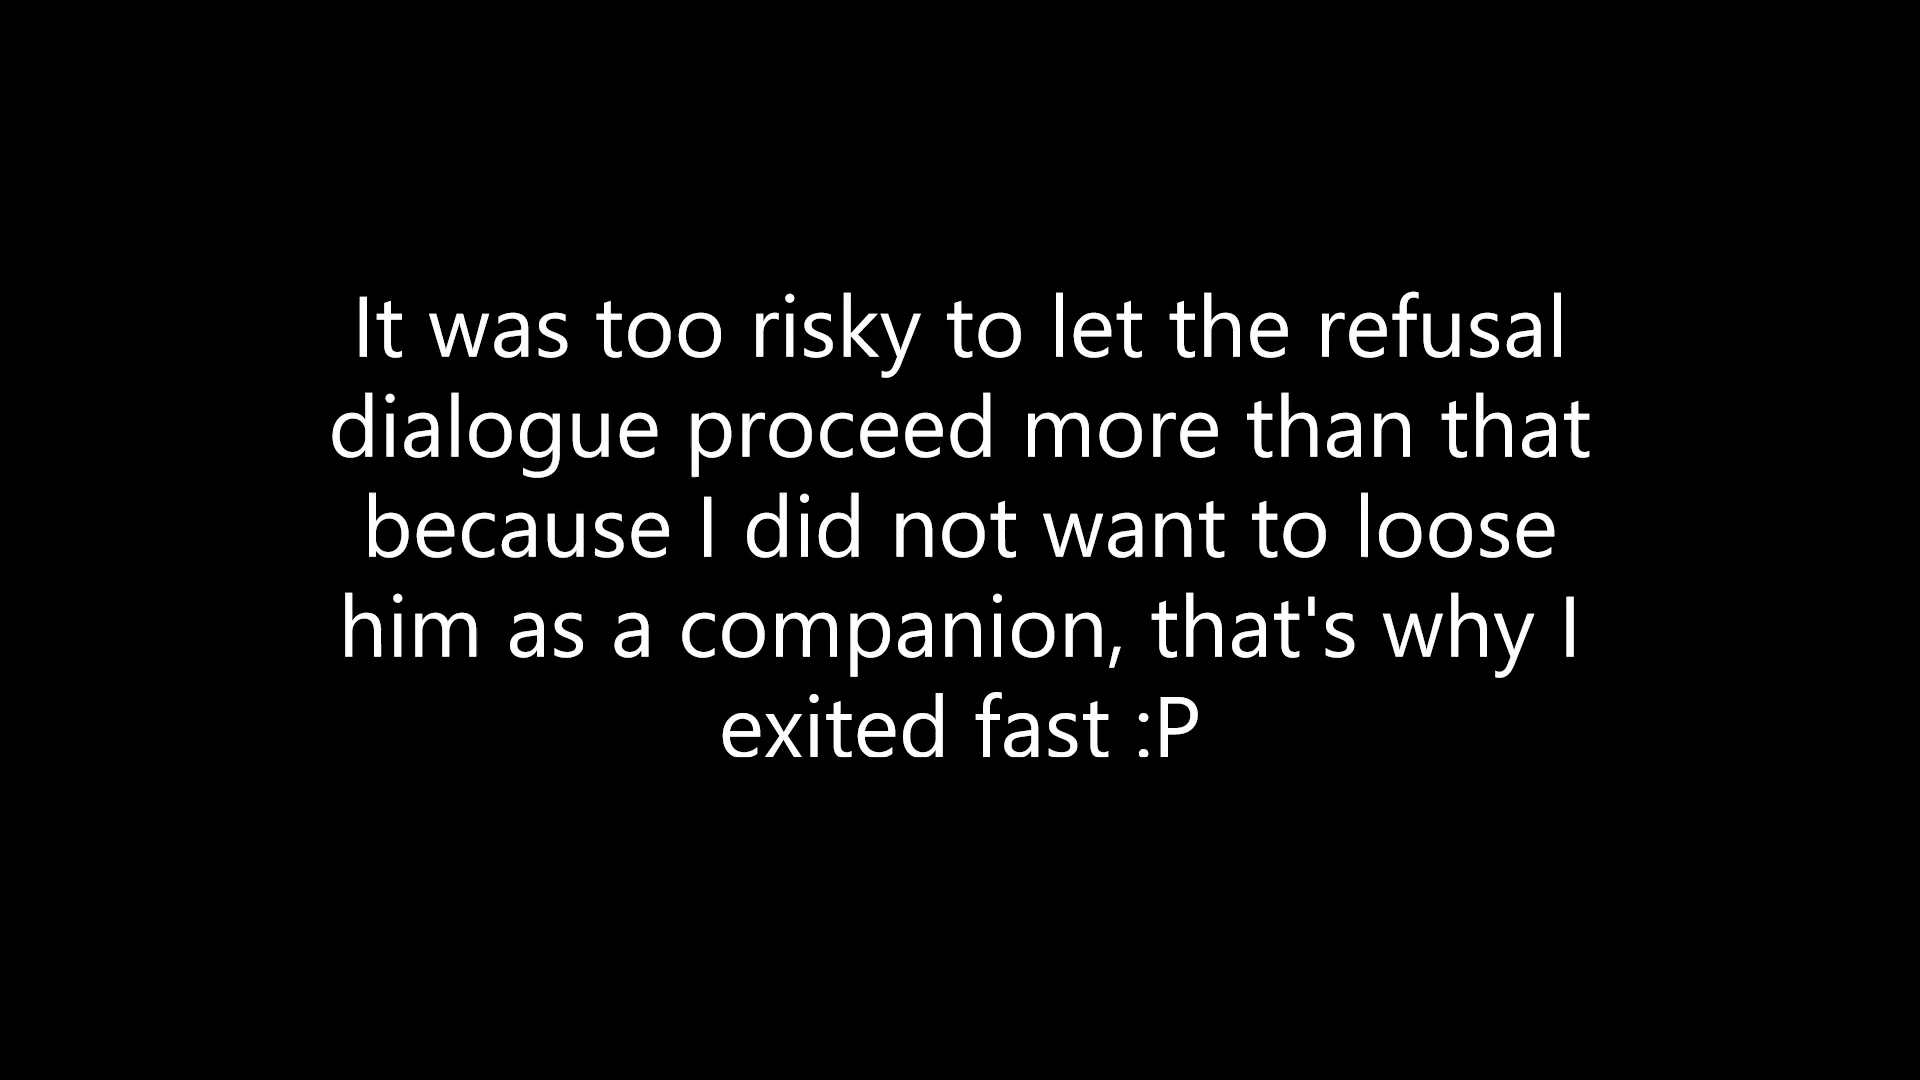 It was too risky to let the refusal
dialogue proceed more than that
because I did not want to loose
him as a companion, that's why I
exited fast :P